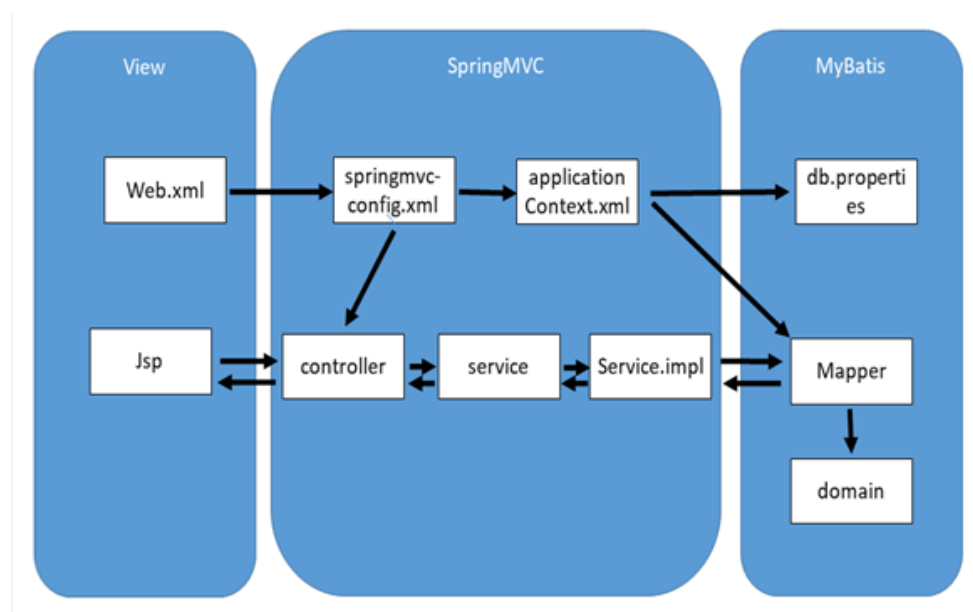 View
SpringMVC
MyBatis
Web.xml
springmvc-
config.xml
application
Context.xml
db.properti
es
Jsp
controller
service
Service.impl
Mapper
domain